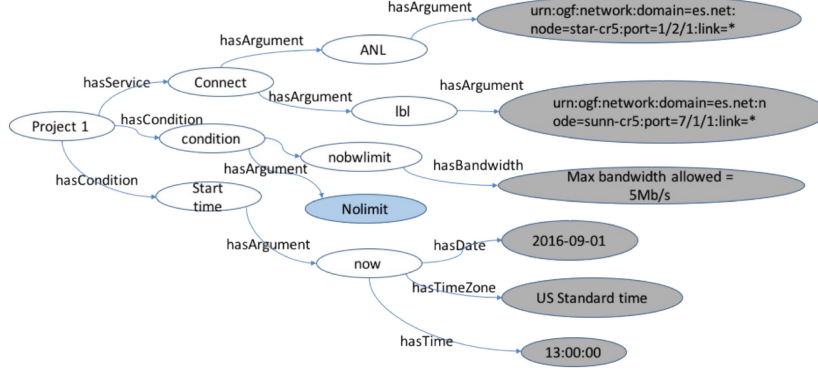 hasArgument
urn:ogf:network:domain=es.net:
node=star-cr5:port=1/2/1:link=*
hasArgument
ANL
hasService
Connect
hasArgument
hasArgument
urn:ogf:network:domain=es.net:n
ode=sunn-cr5:port=7/1/1:link=*
lbl
Project 1
hasCondition
condition
nobwlimit
hasBandwidth
Max bandwidth allowed =
5Mb/s
hasArgument
hasCondition
Start
time
Nolimit
hasArgument
now
hasDate
2016-09-01
hasTimeZone
US Standard time
hasTime
13:00:00